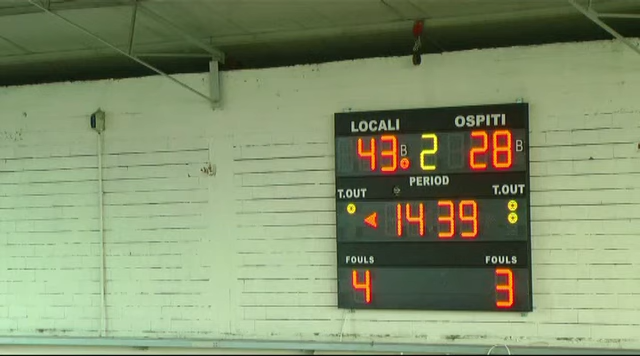 LOCALI OSPITI
43 B 2 28 B
PERIOD
T.OUT T.OUT
14 39
FOULS FOULS
4 3